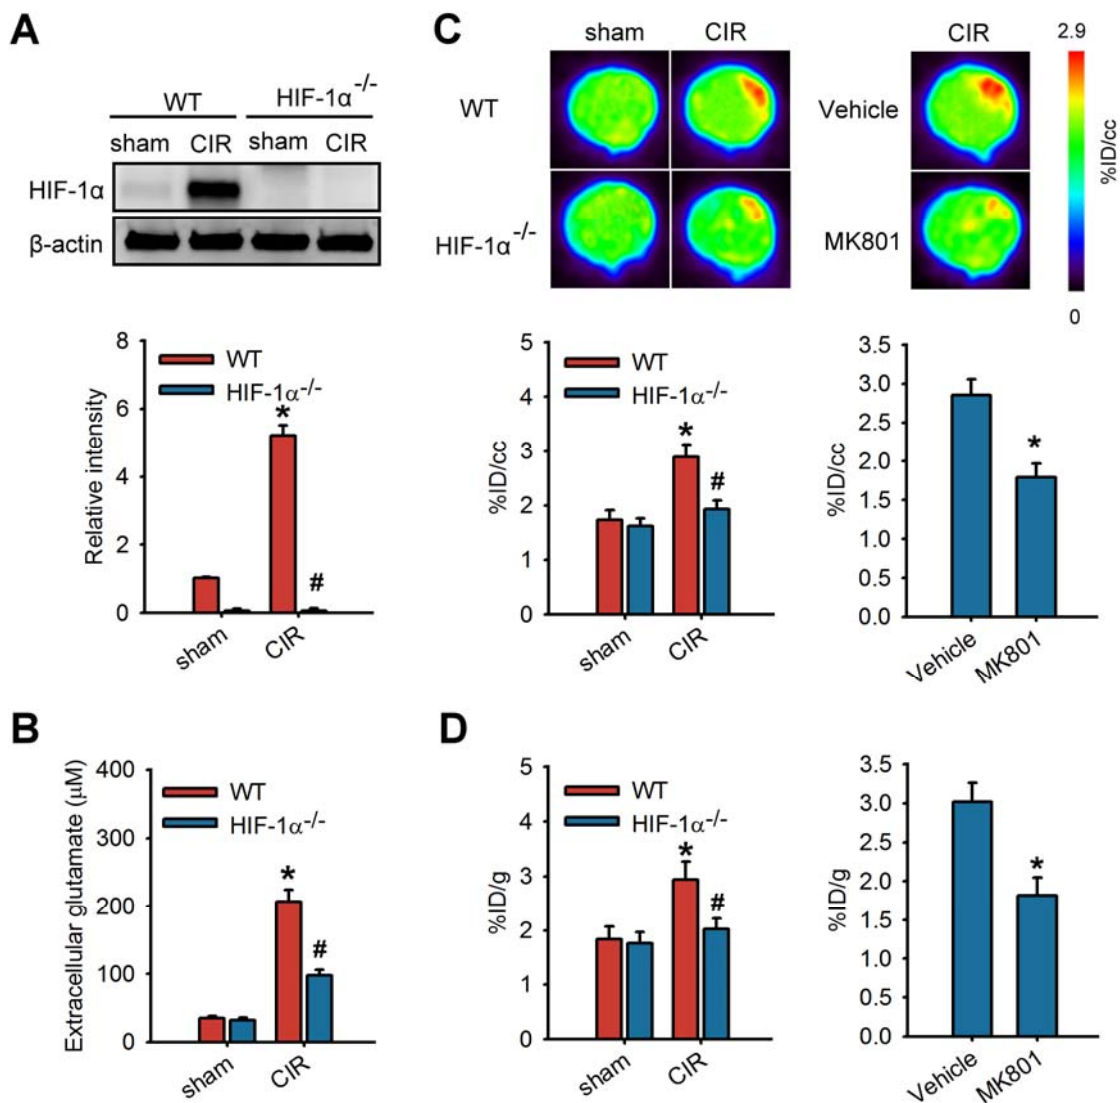 A
WT HIF-1α-/-
sham CIR sham CIR
HIF-1α
β-actin
8
6
4
2
0
Relative intensity
WT
HIF-1α-/-
*
#
sham CIR
B
400
300
200
100
0
Extracellular glutamate (μM)
WT
HIF-1α-/-
*
#
sham CIR
C
sham CIR
WT
HIF-1α-/-
CIR
Vehicle
MK801
2.9
%ID/cc
0
5
4
3
2
1
0
%ID/cc
WT
HIF-1α-/-
*
#
sham CIR
3.5
3.0
2.5
2.0
1.5
1.0
0.5
0.0
%ID/cc
*
Vehicle MK801
D
5
4
3
2
1
0
%ID/g
WT
HIF-1α-/-
*
#
sham CIR
3.5
3.0
2.5
2.0
1.5
1.0
0.5
0.0
%ID/g
*
Vehicle MK801